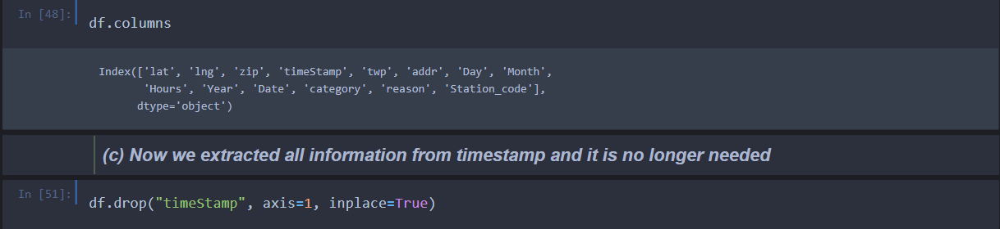 In [48]:
df.columns
Index(['lat', 'lng', 'zip', 'timeStamp', 'twp', 'addr', 'Day', 'Month',
       'Hours', 'Year', 'Date', 'category', 'reason', 'Station_code'],
      dtype='object')
(c) Now we extracted all information from timestamp and it is no longer needed
In [51]:
df.drop("timeStamp", axis=1, inplace=True)